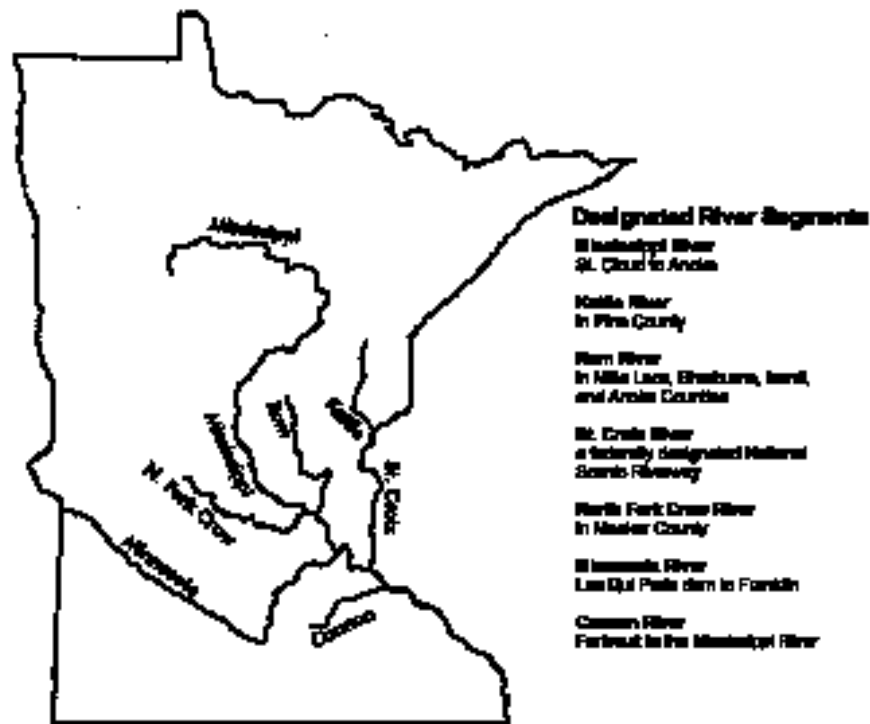 Mississippi
Mississippi
Rum
Kettle
St. Croix
N. Fork Crow
Minnesota
Cannon
Designated River Segments
Mississippi River
St. Cloud to Anoka
Kettle River
in Pine County
Rum River
in Mille Lacs, Sherburne, Isanti,
and Anoka Counties
St. Croix River
a federally designated National
Scenic Riverway
North Fork Crow River
in Meeker County
Minnesota River
Lac Qui Parle dam to Franklin
Cannon River
Faribault to the Mississippi River